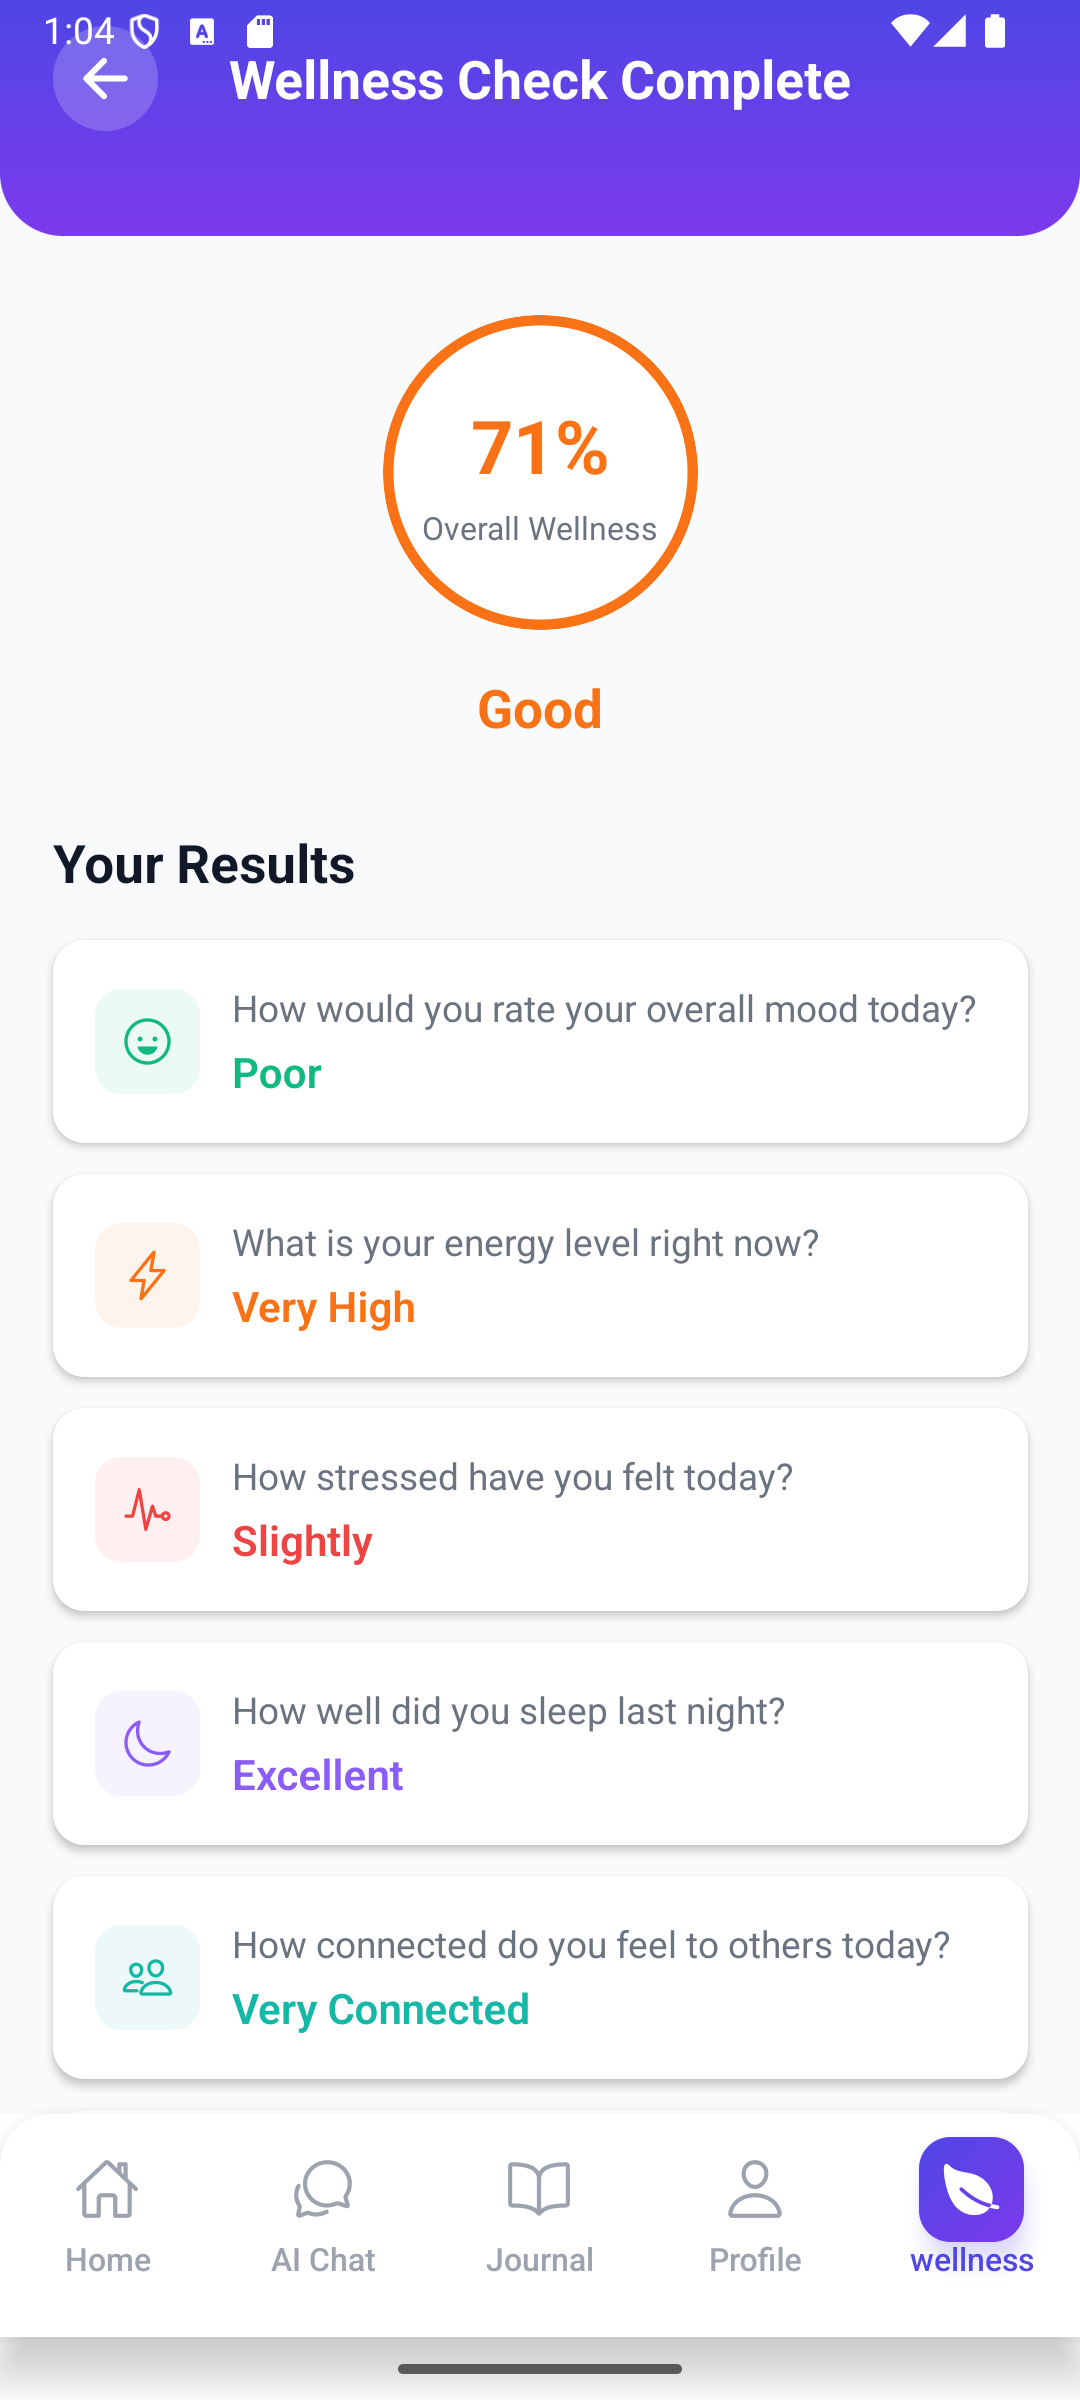 1:04
Wellness Check Complete
71%
Overall Wellness
Good
Your Results
How would you rate your overall mood today?
Poor
What is your energy level right now?
Very High
How stressed have you felt today?
Slightly
How well did you sleep last night?
Excellent
How connected do you feel to others today?
Very Connected
Home
AI Chat
Journal
Profile
wellness